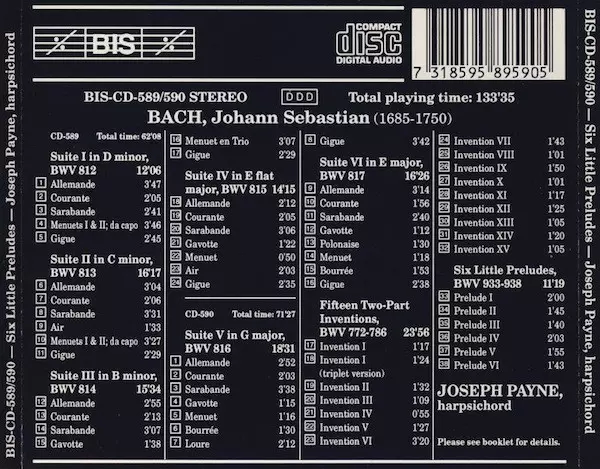 BIS
COMPACT
disc
DIGITAL AUDIO
7 318595 895905
BIS-CD-589/590 STEREO
DDD
Total playing time: 133'35
BACH, Johann Sebastian (1685-1750)
CD-589 Total time: 62'08
Suite I in D minor,
BWV 812 12'06
1 Allemande 3'47
2 Courante 2'05
3 Sarabande 2'41
4 Menuets I & II; da capo 3'46
5 Gigue 2'45
Suite II in C minor,
BWV 813 16'17
6 Allemande 3'04
7 Courante 2'06
8 Sarabande 3'31
9 Air 1'33
10 Menuets I & II; da capo 3'27
11 Gigue 2'29
Suite III in B minor,
BWV 814 15'34
12 Allemande 2'55
13 Courante 2'13
14 Sarabande 2'57
15 Gavotte 1'38
16 Menuet en Trio 3'07
17 Gigue 2'29
Suite IV in E flat
major, BWV 815 14'15
18 Allemande 2'12
19 Courante 2'05
20 Sarabande 3'06
21 Gavotte 1'22
22 Menuet 0'50
23 Air 2'03
24 Gigue 2'35
CD-590 Total time: 71'27
Suite V in G major,
BWV 816 18'31
1 Allemande 2'52
2 Courante 2'03
3 Sarabande 3'38
4 Gavotte 1'15
5 Menuet 1'16
6 Bourrée 1'30
7 Loure 2'12
8 Gigue 3'42
Suite VI in E major,
BWV 817 16'26
9 Allemande 3'14
10 Courante 1'56
11 Sarabande 2'40
12 Gavotte 1'12
13 Polonaise 1'30
14 Menuet 1'18
15 Bourrée 1'53
16 Gigue 2'38
Fifteen Two-Part
Inventions,
BWV 772-786 23'56
17 Invention I 1'17
18 Invention I 1'24
(triplet version)
19 Invention II 1'32
20 Invention III 1'09
21 Invention IV 0'55
22 Invention V 1'27
23 Invention VI 3'20
24 Invention VII 1'43
25 Invention VIII 1'01
26 Invention IX 1'50
27 Invention X 1'01
28 Invention XI 1'17
29 Invention XII 1'25
30 Invention XIII 1'05
31 Invention XIV 1'20
32 Invention XV 1'05
Six Little Preludes,
BWV 933-938 11'19
33 Prelude I 2'00
34 Prelude II 1'45
35 Prelude III 1'40
36 Prelude IV 2'03
37 Prelude V 1'55
38 Prelude VI 1'43
JOSEPH PAYNE,
harpsichord
Please see booklet for details.
BIS-CD-589/590 — Six Little Preludes — Joseph Payne, harpsichord
BIS-CD-589/590 — Six Little Preludes — Joseph Payne, harpsichord